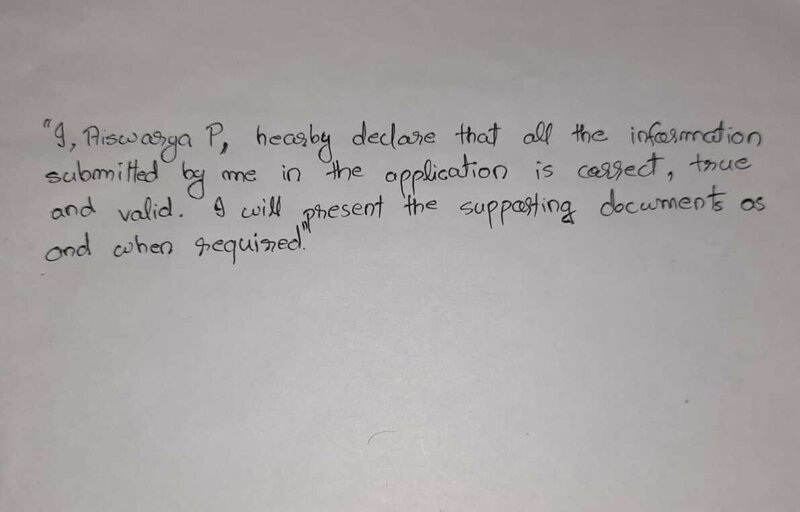 "I, Aiswarya P, hearby declare that all the information
submitted by me in the application is correct, true
and valid. I will present the supporting documents as
and when required."